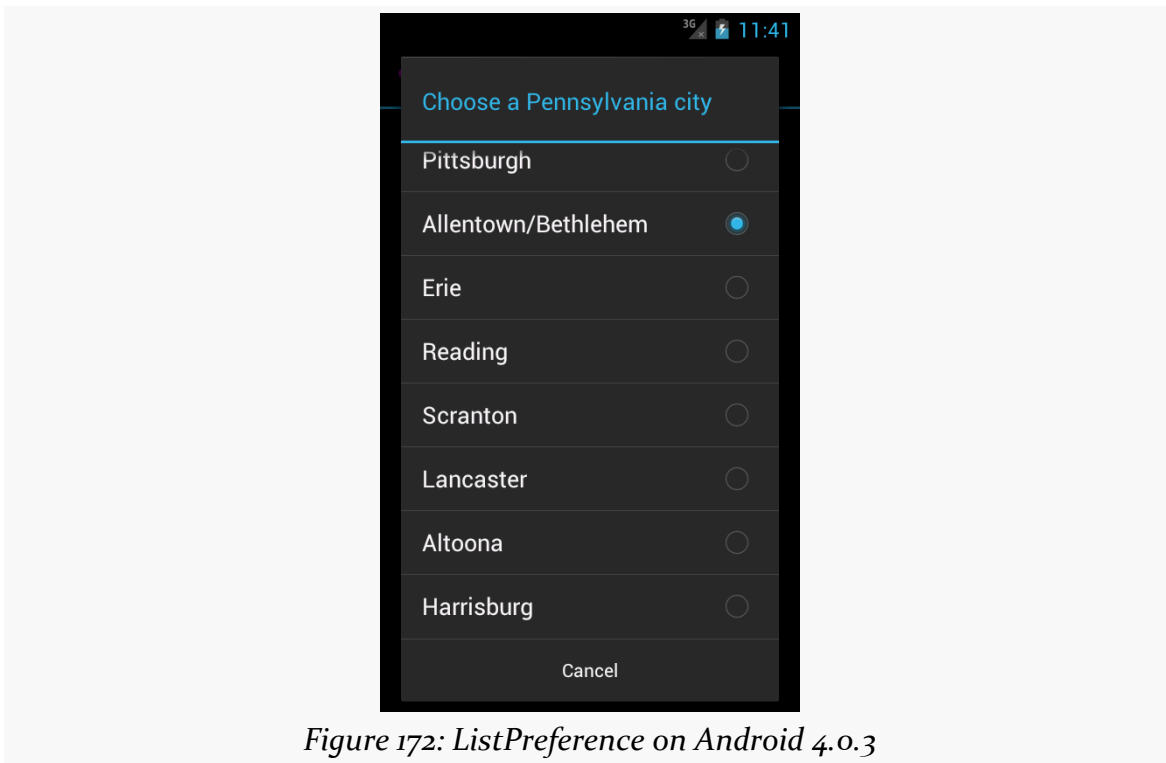 3G
11:41
Choose a Pennsylvania city
Pittsburgh
Allentown/Bethlehem
Erie
Reading
Scranton
Lancaster
Altoona
Harrisburg
Cancel
Figure 172: ListPreference on Android 4.0.3